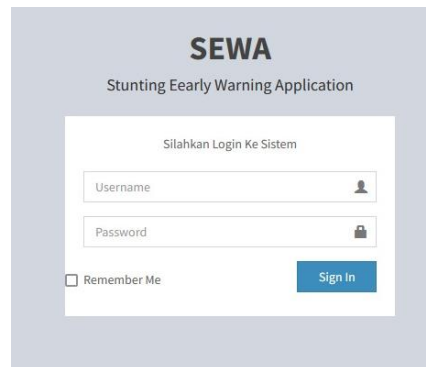 SEWA
Stunting Eearly Warning Application
Silahkan Login Ke Sistem
Username
Password
Remember Me
Sign In